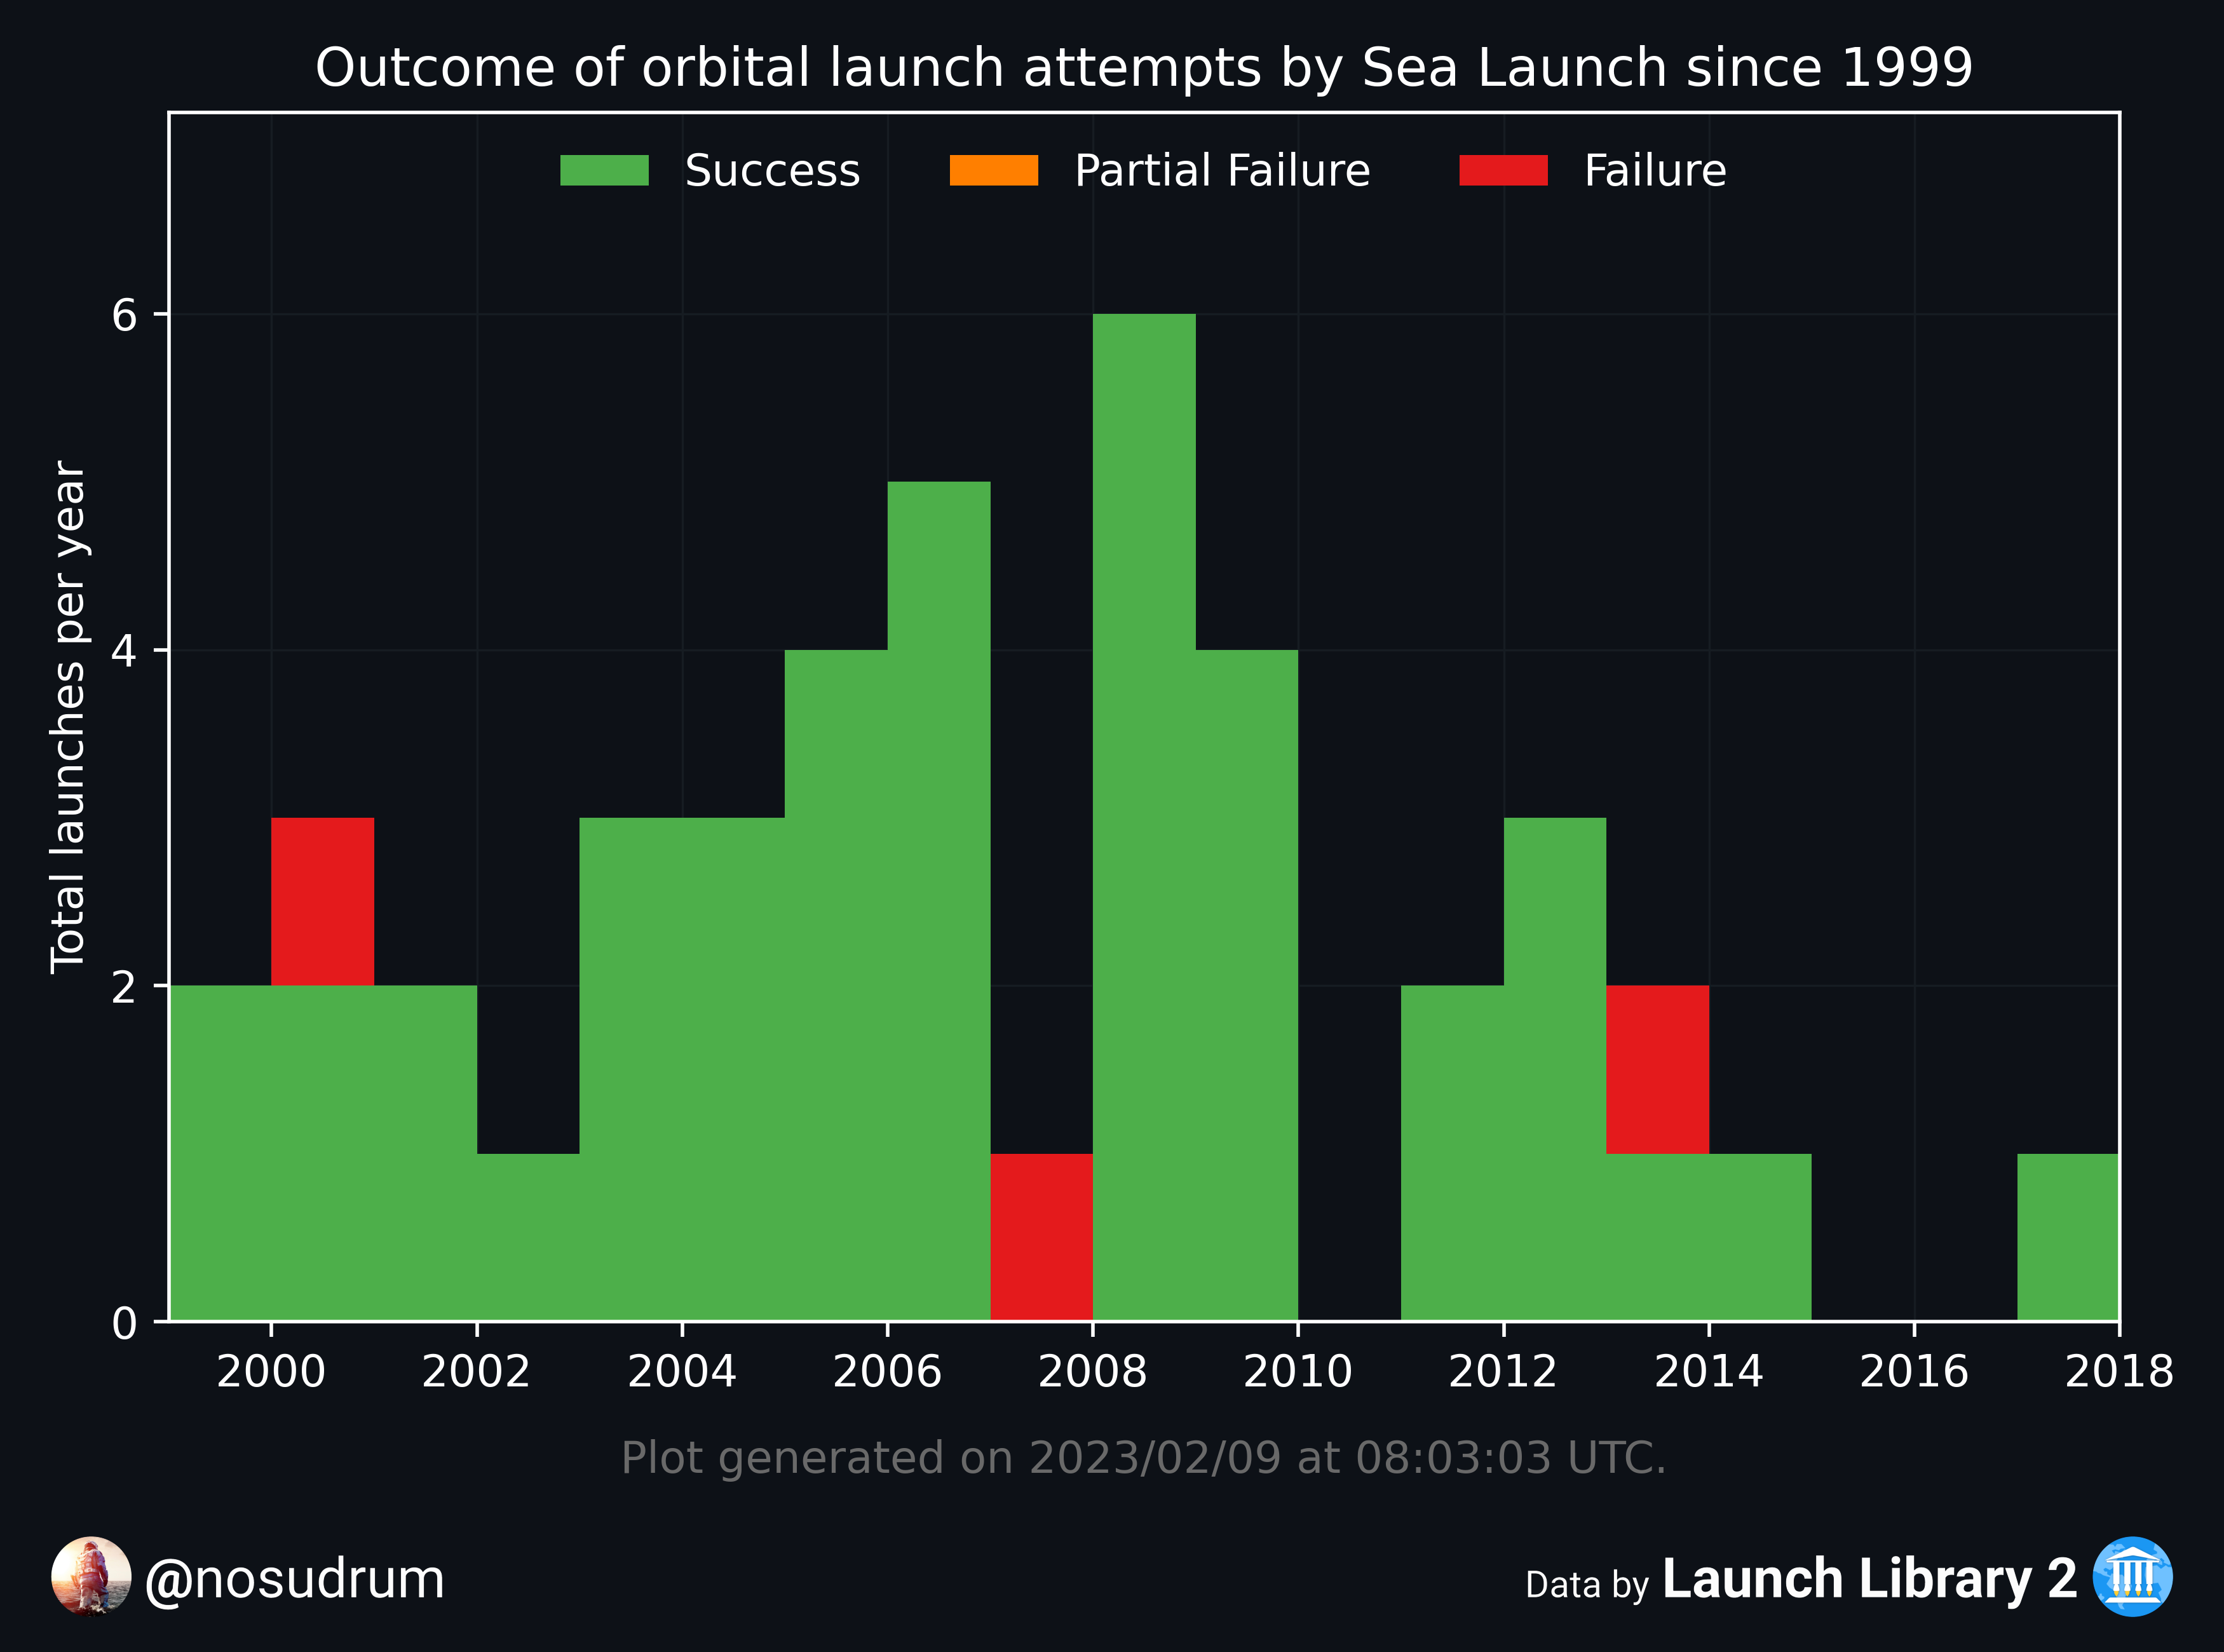 Outcome of orbital launch attempts by Sea Launch since 1999
Success Partial Failure Failure
Total launches per year
6
4
2
0
2000 2002 2004 2006 2008 2010 2012 2014 2016 2018
Plot generated on 2023/02/09 at 08:03:03 UTC.
@nosudrum
Data by Launch Library 2